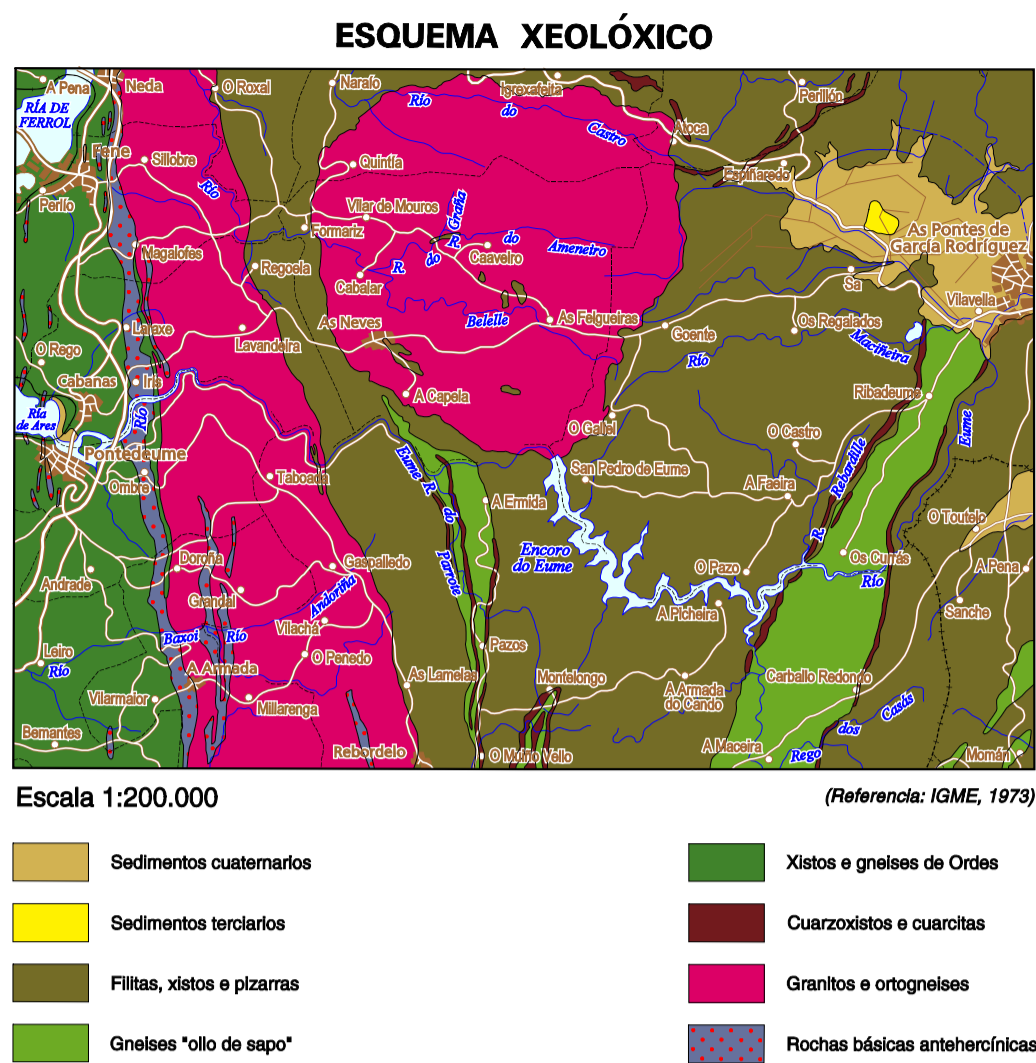 ESQUEMA XEOLÓXICO
A Pena
Neda
O Roxal
Naraío
Igrexafeita
Perillón
RÍA DE
FERROL
Río
do
Castro
Aloca
Fene
Sillobre
Quintía
Espiñaredo
Perlío
Río
Vilar de Mouros
Graña
As Pontes de
García Rodríguez
Magalofes
Formariz
R.
do
do
Ameneiro
Caaveiro
Regoela
R.
Cabalar
Sa
Vilavella
Laraxe
Lavandeira
As Neves
Belelle
As Felgueiras
Goente
Os Regalados
Maciñeira
O Rego
Río
Cabanas
Iris
A Capela
Ribadeume
Ría
de Ares
Río
O Galiel
Eume
Pontedeume
O Castro
Rebardille
Ombre
Taboada
Eume
R.
San Pedro de Eume
A Faeira
A Ermida
do
R.
O Toutelo
Encoro
do Eume
Parrote
Doroña
Gaspalledo
Os Currás
Andrade
O Pazo
Río
A Pena
Grandal
Andoriña
A Picheira
Sanche
Vilachá
Baxoi
Río
Pazos
Leiro
Río
A Armada
O Penedo
As Lamelas
Montelongo
A Armada
do Cando
Carballo Redondo
Vilarmaior
Millarenga
Casás
dos
Bemantes
Rebordelo
O Muíño Vello
A Maceira
Rego
Momán
Escala 1:200.000
(Referencia: IGME, 1973)
Sedimentos cuaternarios
Xistos e gneises de Ordes
Sedimentos terciarios
Cuarzoxistos e cuarcitas
Filitas, xistos e pizarras
Granitos e ortogneises
Gneises "ollo de sapo"
Rochas básicas antehercínicas